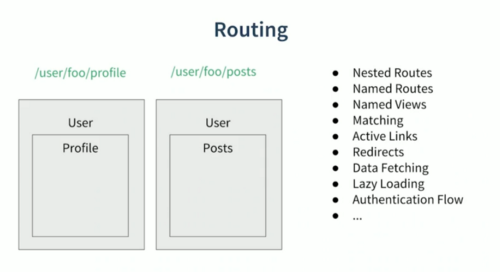 Routing
/user/foo/profile
User
Profile
/user/foo/posts
User
Posts
● Nested Routes
● Named Routes
● Named Views
● Matching
● Active Links
● Redirects
● Data Fetching
● Lazy Loading
● Authentication Flow
● ...